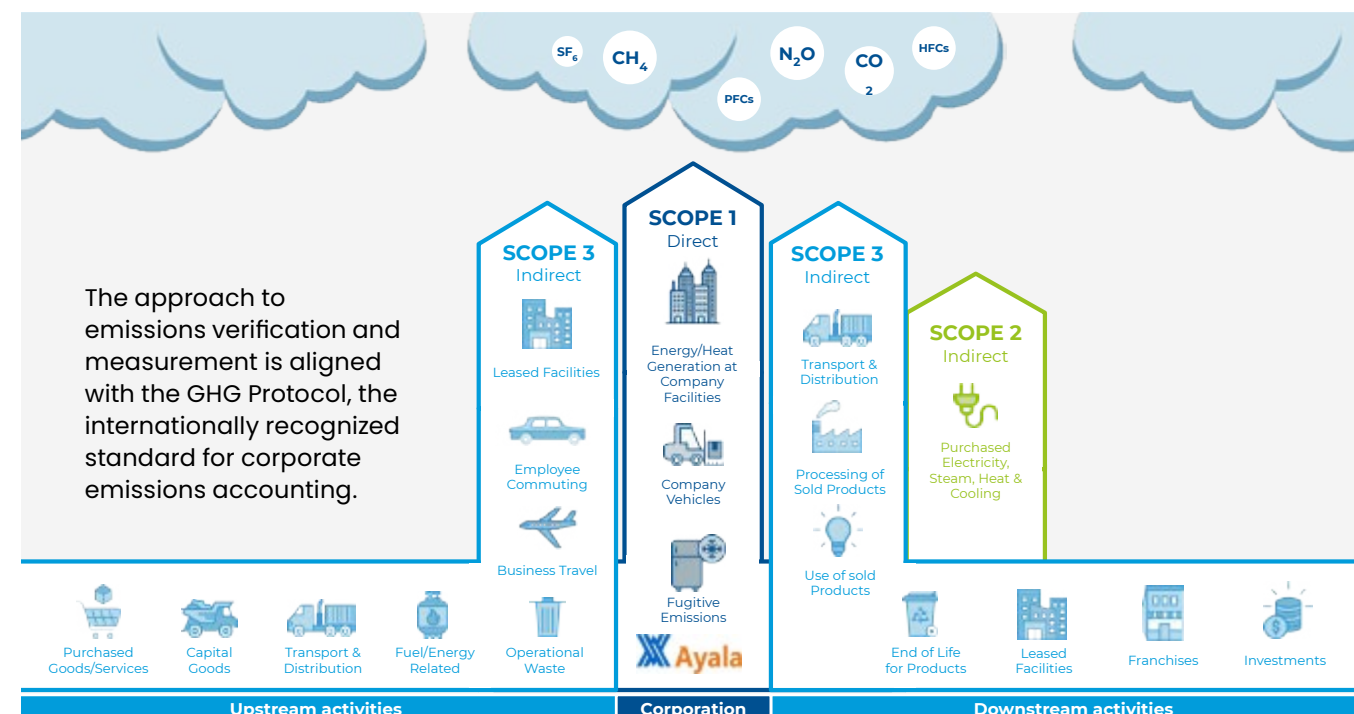 SF6
CH4
PFCs
N2O
CO
2
HFCs
The approach to
emissions verification and
measurement is aligned
with the GHG Protocol, the
internationally recognized
standard for corporate
emissions accounting.
SCOPE 3
Indirect
Leased Facilities
Employee
Commuting
Business Travel
SCOPE 1
Direct
Energy/Heat
Generation at
Company
Facilities
Company
Vehicles
Fugitive
Emissions
Ayala
SCOPE 3
Indirect
Transport &
Distribution
Processing of
Sold Products
Use of sold
Products
SCOPE 2
Indirect
Purchased
Electricity,
Steam, Heat &
Cooling
Purchased
Goods/Services
Capital
Goods
Transport &
Distribution
Fuel/Energy
Related
Operational
Waste
End of Life
for Products
Leased
Facilities
Franchises
Investments
Upstream activities
Corporation
Downstream activities